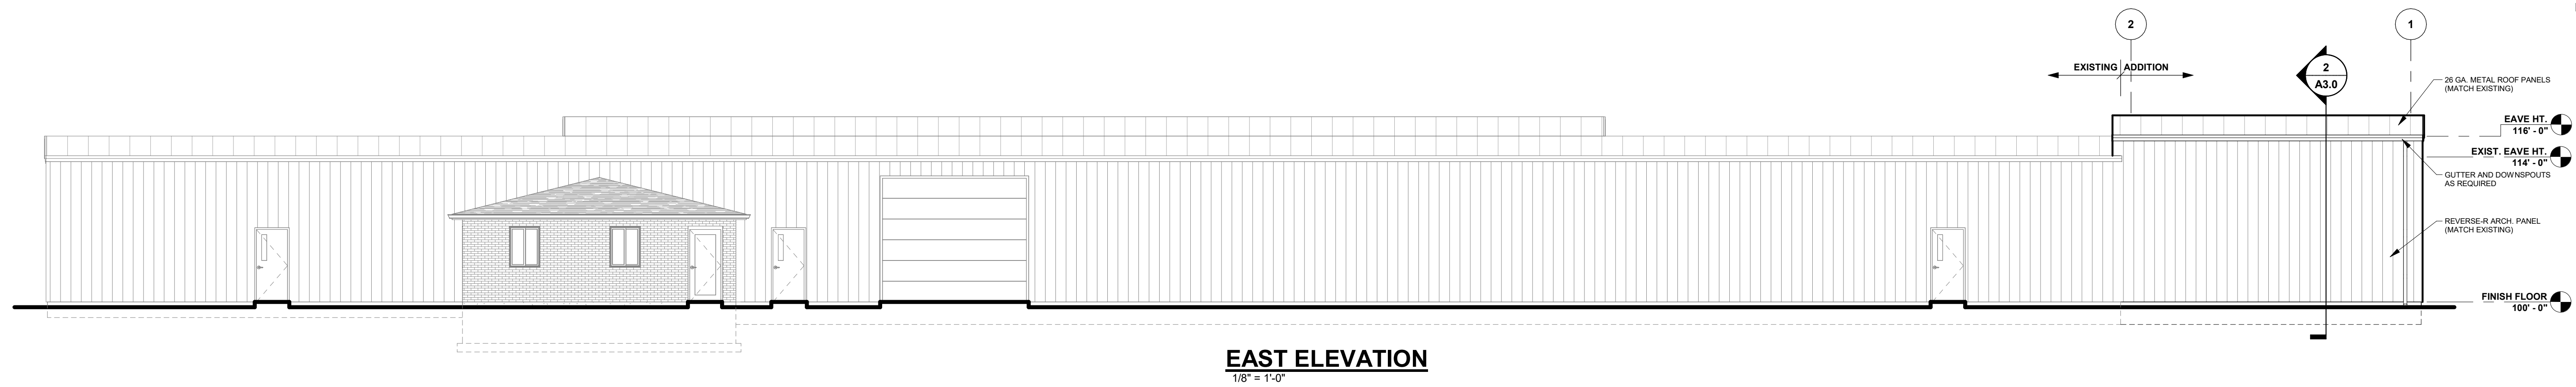 2
1
EXISTING
ADDITION
2
A3.0
26 GA. METAL ROOF PANELS
(MATCH EXISTING)
EAVE HT.
116' - 0"
EXIST. EAVE HT.
114' - 0"
GUTTER AND DOWNSPOUTS
AS REQUIRED
REVERSE-R ARCH. PANEL
(MATCH EXISTING)
FINISH FLOOR
100' - 0"
EAST ELEVATION
1/8" = 1'-0"